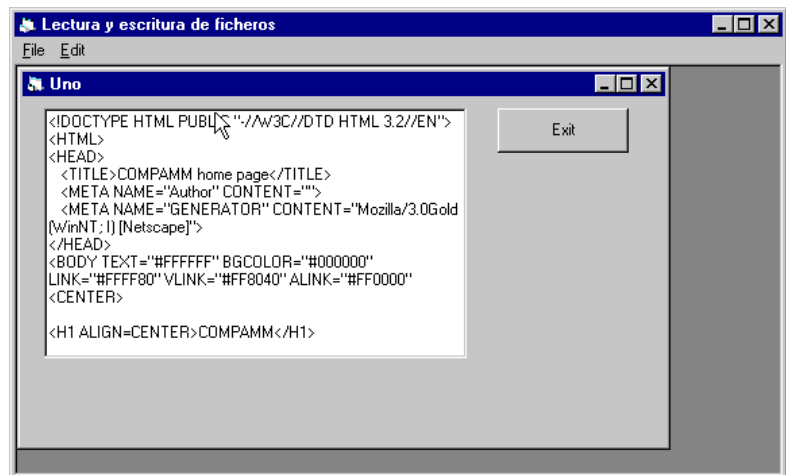 Lectura y escritura de ficheros
File Edit
Uno
<!DOCTYPE HTML PUBLIC "-//W3C//DTD HTML 3.2//EN">
<HTML>
<HEAD>
<TITLE>COMPAMM home page</TITLE>
<META NAME="Author" CONTENT="">
<META NAME="GENERATOR" CONTENT="Mozilla/3.0Gold
(WinNT; I) [Netscape]">
</HEAD>
<BODY TEXT="#FFFFFF" BGCOLOR="#000000"
LINK="#FFFF80" VLINK="#FF8040" ALINK="#FF0000"
<CENTER>
<H1 ALIGN=CENTER>COMPAMM</H1>
Exit